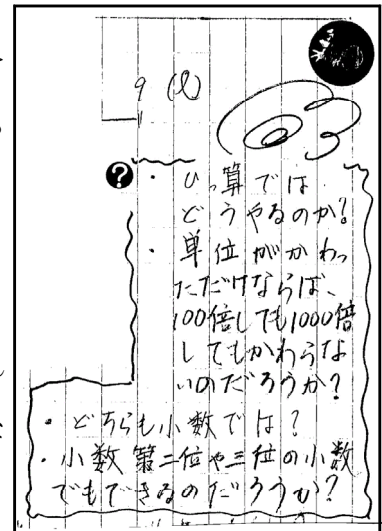 9 (ℓ)
?
・ひっ算では
どうやるのか?
・単位がかわっ
ただけならば、
100倍しても1000倍
してもかわらな
いのだろうか?
・どちらも小数では?
・小数第二位や三位の小数
でもできるのだろうか?